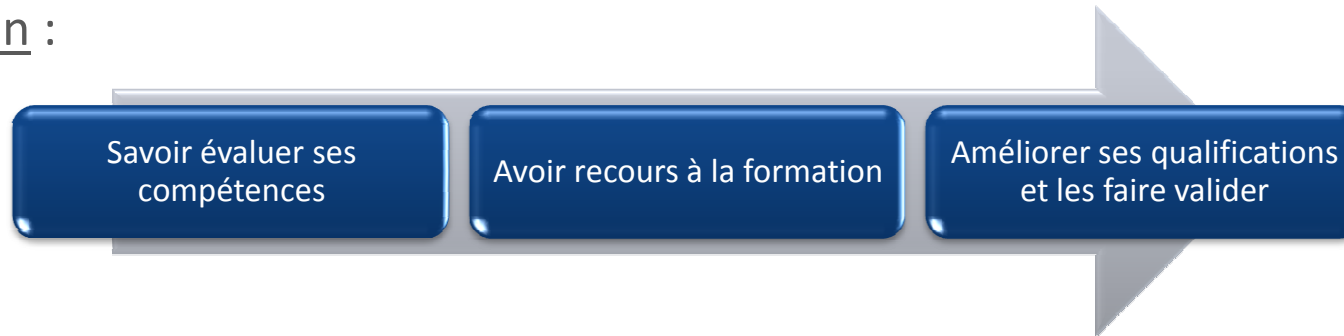 n :
Savoir évaluer ses
compétences
Avoir recours à la formation
Améliorer ses qualifications
et les faire valider